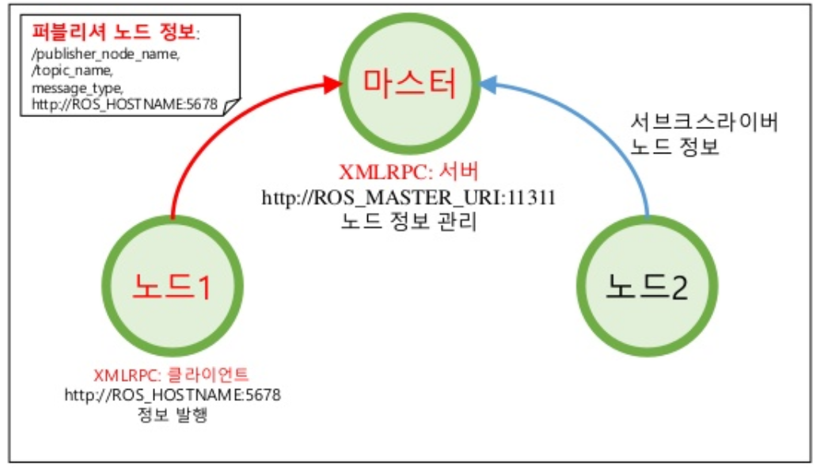 퍼블리셔 노드 정보:
/publisher_node_name,
/topic_name,
message_type,
http://ROS_HOSTNAME:5678
마스터
서브크스라이버
노드 정보
XMLRPC: 서버
http://ROS_MASTER_URI:11311
노드 정보 관리
노드1
노드2
XMLRPC: 클라이언트
http://ROS_HOSTNAME:5678
정보 발행